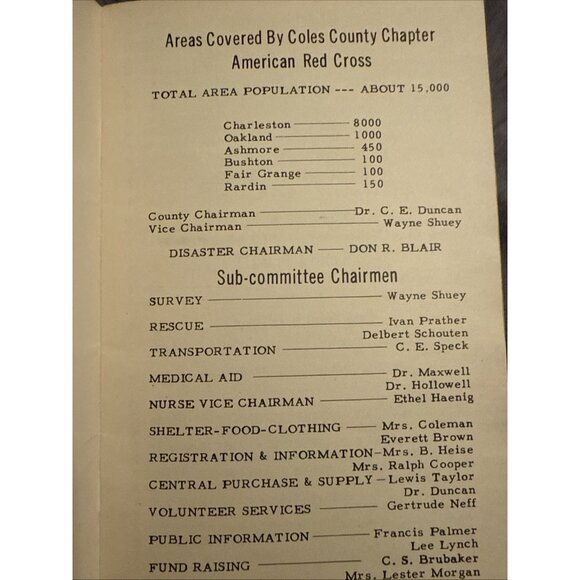 Areas Covered By Coles County Chapter
American Red Cross
TOTAL AREA POPULATION --- ABOUT 15,000
Charleston 8000
Oakland 1000
Ashmore 450
Bushton 100
Fair Grange 100
Rardin 150
County Chairman Dr. C. E. Duncan
Vice Chairman Wayne Shuey
DISASTER CHAIRMAN DON R. BLAIR
Sub-committee Chairmen
SURVEY Wayne Shuey
RESCUE Ivan Prather
Delbert Schouten
TRANSPORTATION C. E. Speck
MEDICAL AID Dr. Maxwell
Dr. Hollowell
NURSE VICE CHAIRMAN Ethel Haenig
SHELTER-FOOD-CLOTHING Mrs. Coleman
Everett Brown
REGISTRATION & INFORMATION-Mrs. B. Heise
Mrs. Ralph Cooper
CENTRAL PURCHASE & SUPPLY-Lewis Taylor
Dr. Duncan
VOLUNTEER SERVICES Gertrude Neff
PUBLIC INFORMATION Francis Palmer
Lee Lynch
FUND RAISING C. S. Brubaker
Mrs. Lester Morgan